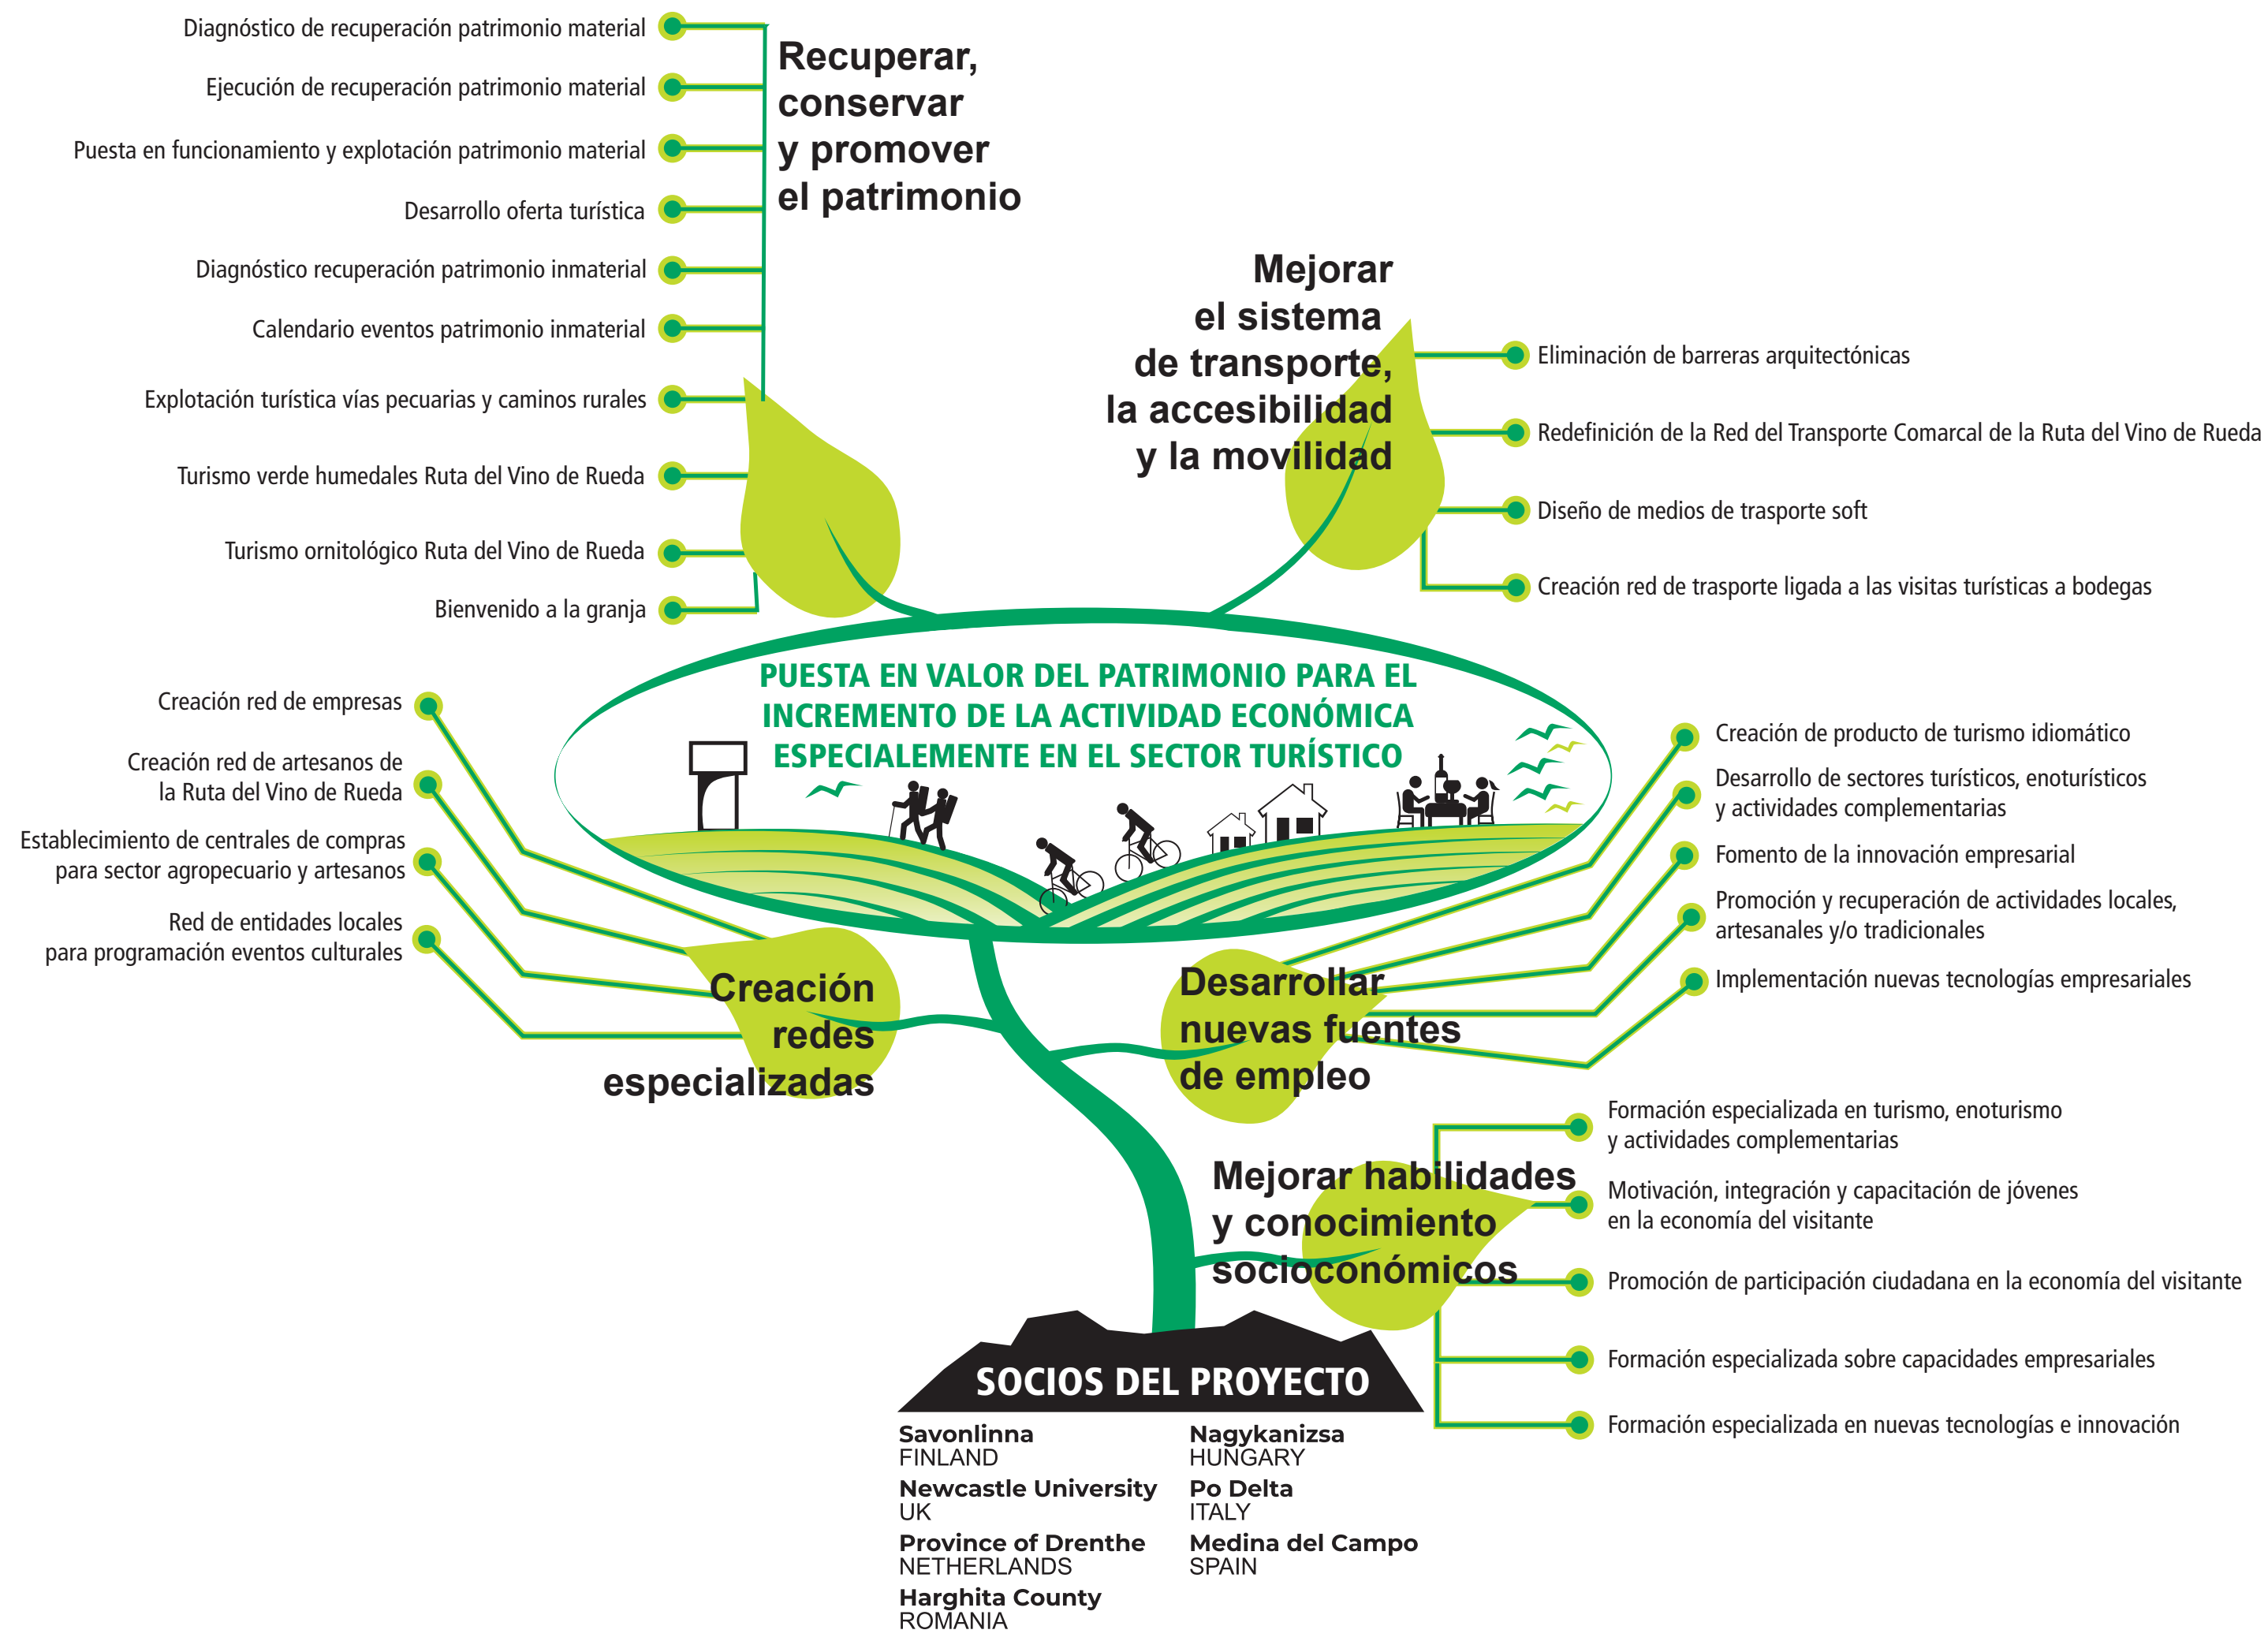 Diagnóstico de recuperación patrimonio material
Ejecución de recuperación patrimonio material
Puesta en funcionamiento y explotación patrimonio material
Desarrollo oferta turística
Diagnóstico recuperación patrimonio inmaterial
Calendario eventos patrimonio inmaterial
Explotación turística vías pecuarias y caminos rurales
Turismo verde humedales Ruta del Vino de Rueda
Turismo ornitológico Ruta del Vino de Rueda
Bienvenido a la granja
Recuperar,
conservar
y promover
el patrimonio
Mejorar
el sistema
de transporte,
la accesibilidad
y la movilidad
Eliminación de barreras arquitectónicas
Redefinición de la Red del Transporte Comarcal de la Ruta del Vino de Rueda
Diseño de medios de trasporte soft
Creación red de trasporte ligada a las visitas turísticas a bodegas
PUESTA EN VALOR DEL PATRIMONIO PARA EL
INCREMENTO DE LA ACTIVIDAD ECONÓMICA
ESPECIALEMENTE EN EL SECTOR TURÍSTICO
Creación red de empresas
Creación red de artesanos de
la Ruta del Vino de Rueda
Establecimiento de centrales de compras
para sector agropecuario y artesanos
Red de entidades locales
para programación eventos culturales
Creación
redes
especializadas
Desarrollar
nuevas fuentes
de empleo
Creación de producto de turismo idiomático
Desarrollo de sectores turísticos, enoturísticos
y actividades complementarias
Fomento de la innovación empresarial
Promoción y recuperación de actividades locales,
artesanales y/o tradicionales
Implementación nuevas tecnologías empresariales
Mejorar habilidades
y conocimiento
socioconómicos
Formación especializada en turismo, enoturismo
y actividades complementarias
Motivación, integración y capacitación de jóvenes
en la economía del visitante
Promoción de participación ciudadana en la economía del visitante
Formación especializada sobre capacidades empresariales
Formación especializada en nuevas tecnologías e innovación
SOCIOS DEL PROYECTO
Savonlinna
FINLAND
Newcastle University
UK
Province of Drenthe
NETHERLANDS
Harghita County
ROMANIA
Nagykanizsa
HUNGARY
Po Delta
ITALY
Medina del Campo
SPAIN